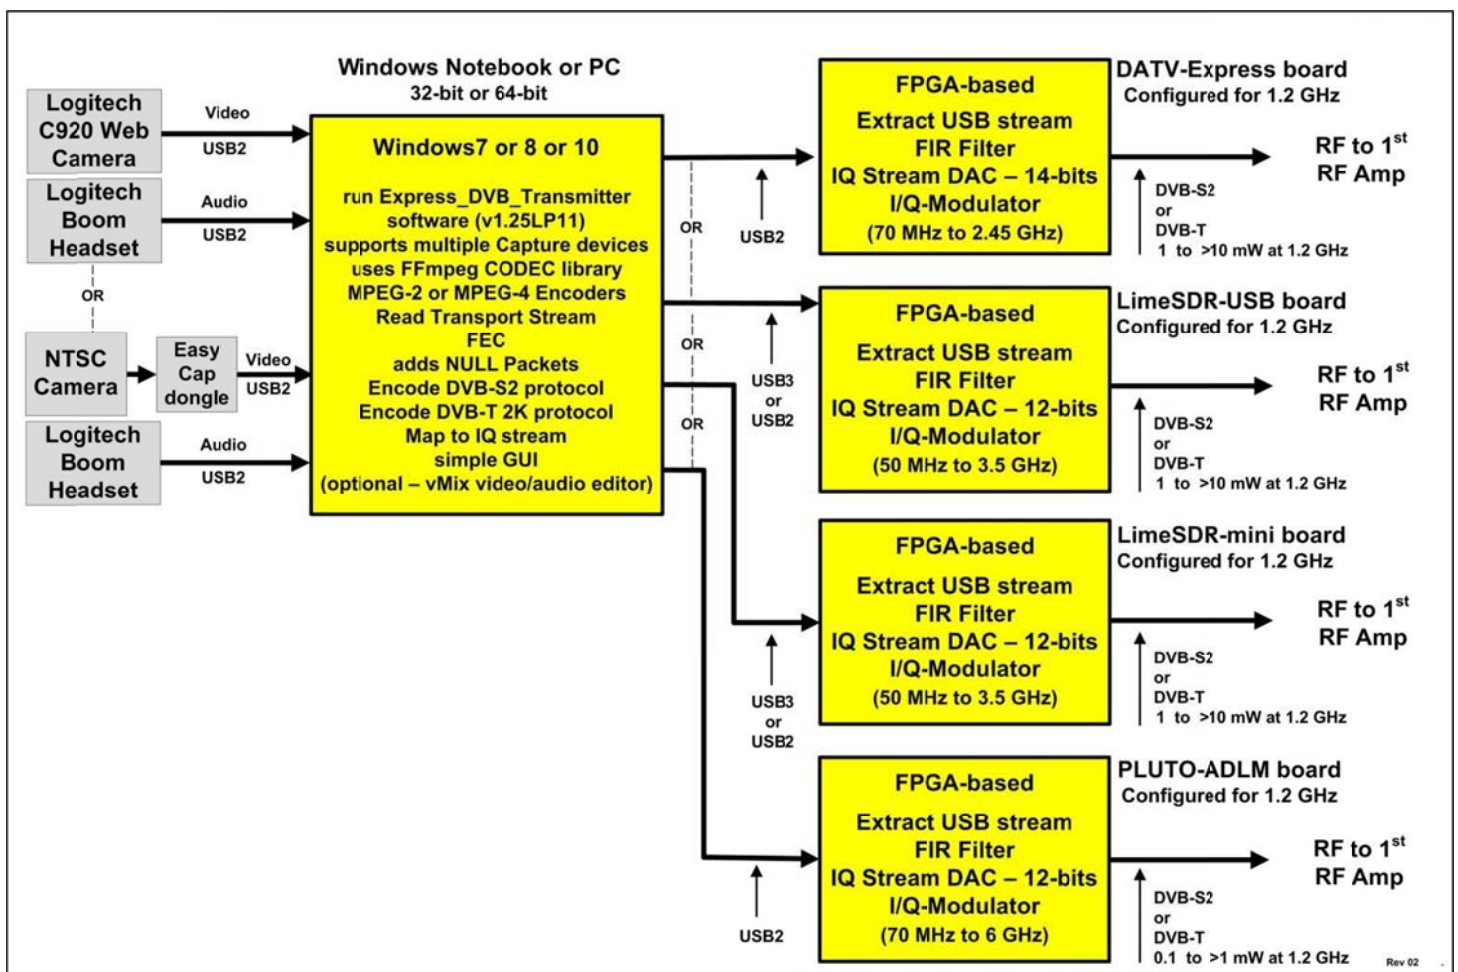 Windows Notebook or PC
32-bit or 64-bit
Logitech
C920 Web
Camera
Video
USB2
Logitech
Boom
Headset
Audio
USB2
OR
NTSC
Camera
Easy
Cap
dongle
Video
USB2
Logitech
Boom
Headset
Audio
USB2
Windows7 or 8 or 10
run Express_DVB_Transmitter
software (v1.25LP11)
supports multiple Capture devices
uses FFmpeg CODEC library
MPEG-2 or MPEG-4 Encoders
Read Transport Stream
FEC
adds NULL Packets
Encode DVB-S2 protocol
Encode DVB-T 2K protocol
Map to IQ stream
simple GUI
(optional – vMix video/audio editor)
OR
OR
OR
USB2
FPGA-based
Extract USB stream
FIR Filter
IQ Stream DAC – 14-bits
I/Q-Modulator
(70 MHz to 2.45 GHz)
DATV-Express board
Configured for 1.2 GHz
RF to 1st
RF Amp
DVB-S2
or
DVB-T
1 to >10 mW at 1.2 GHz
USB3
or
USB2
FPGA-based
Extract USB stream
FIR Filter
IQ Stream DAC – 12-bits
I/Q-Modulator
(50 MHz to 3.5 GHz)
LimeSDR-USB board
Configured for 1.2 GHz
RF to 1st
RF Amp
DVB-S2
or
DVB-T
1 to >10 mW at 1.2 GHz
USB3
or
USB2
FPGA-based
Extract USB stream
FIR Filter
IQ Stream DAC – 12-bits
I/Q-Modulator
(50 MHz to 3.5 GHz)
LimeSDR-mini board
Configured for 1.2 GHz
RF to 1st
RF Amp
DVB-S2
or
DVB-T
1 to >10 mW at 1.2 GHz
USB2
FPGA-based
Extract USB stream
FIR Filter
IQ Stream DAC – 12-bits
I/Q-Modulator
(70 MHz to 6 GHz)
PLUTO-ADLM board
Configured for 1.2 GHz
RF to 1st
RF Amp
DVB-S2
or
DVB-T
0.1 to >1 mW at 1.2 GHz
Rev 02